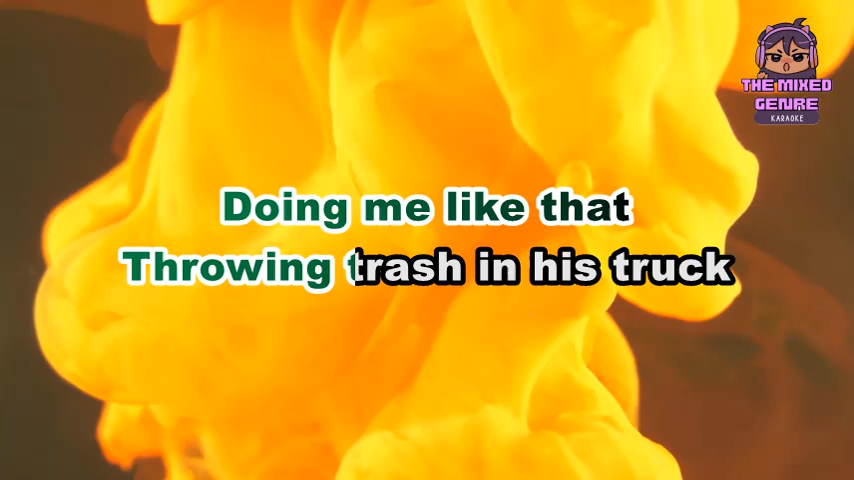 THE MIXED
GENRE
KARAOKE
Doing me like that
Throwing trash in his truck